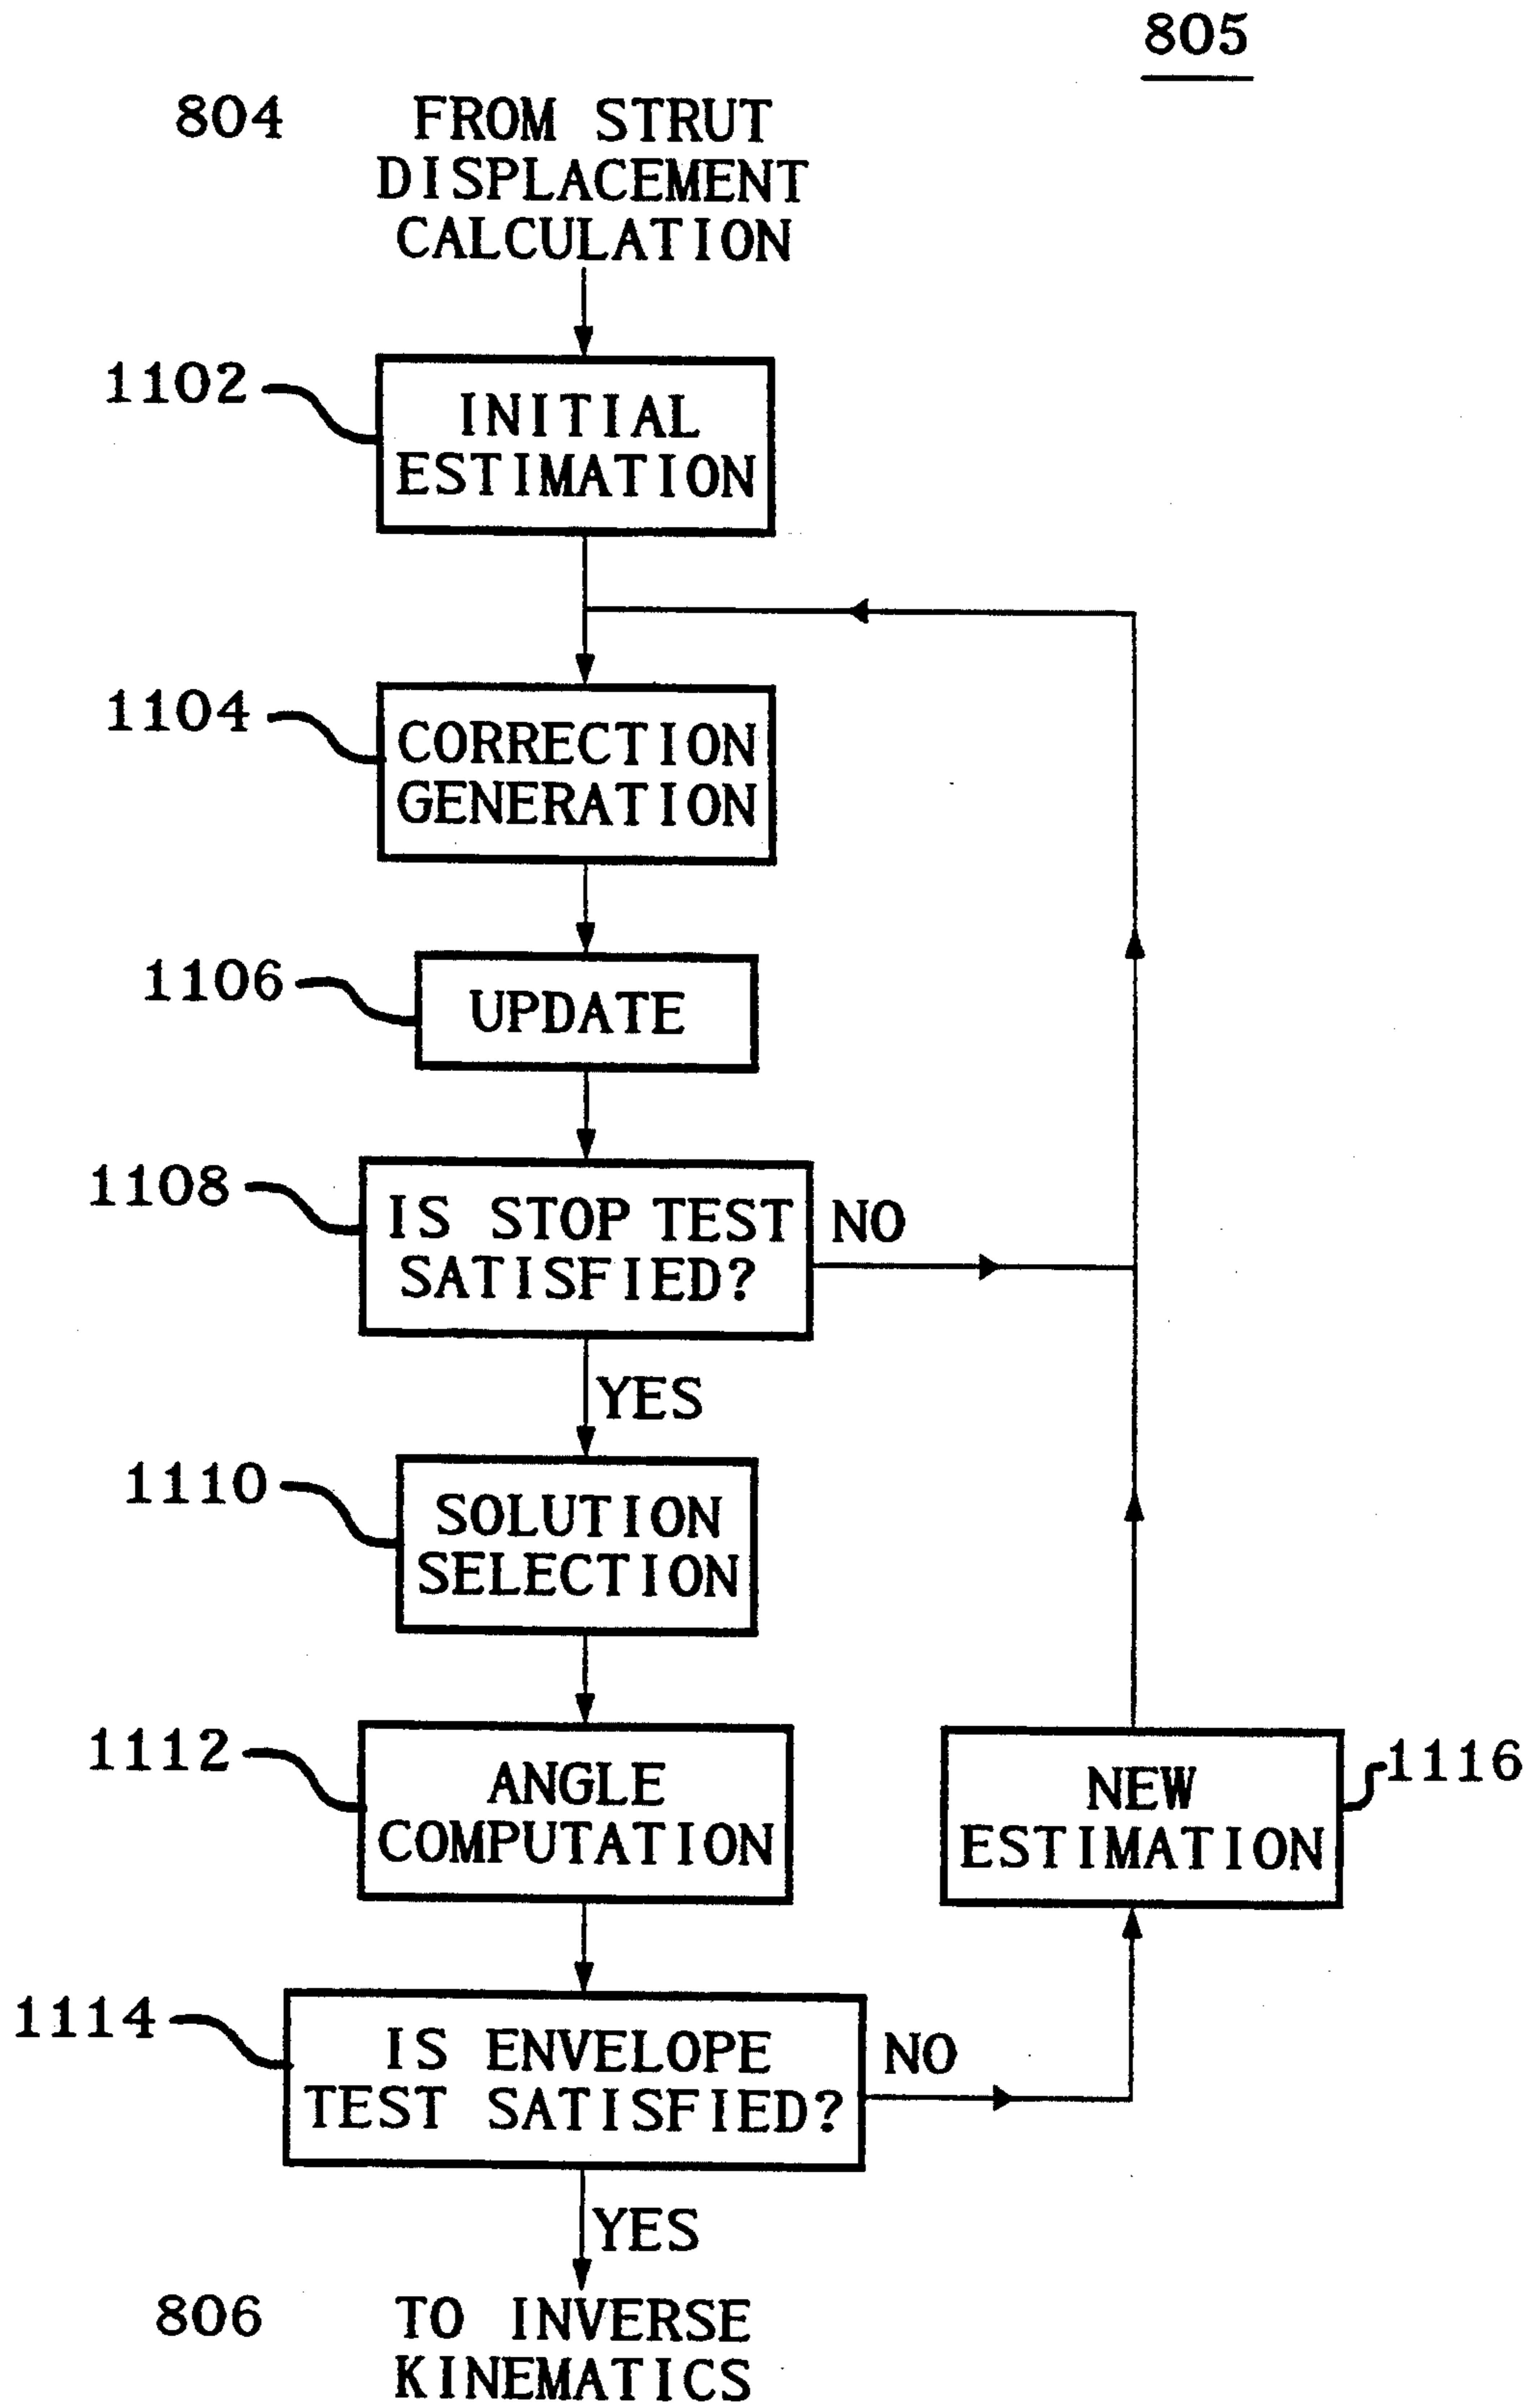 805
804
FROM STRUT
DISPLACEMENT
CALCULATION
1102
INITIAL
ESTIMATION
1104
CORRECTION
GENERATION
1106
UPDATE
1108
IS STOP TEST
SATISFIED?
NO
YES
1110
SOLUTION
SELECTION
1112
ANGLE
COMPUTATION
NEW
ESTIMATION
1116
1114
IS ENVELOPE
TEST SATISFIED?
NO
YES
806
TO INVERSE
KINEMATICS